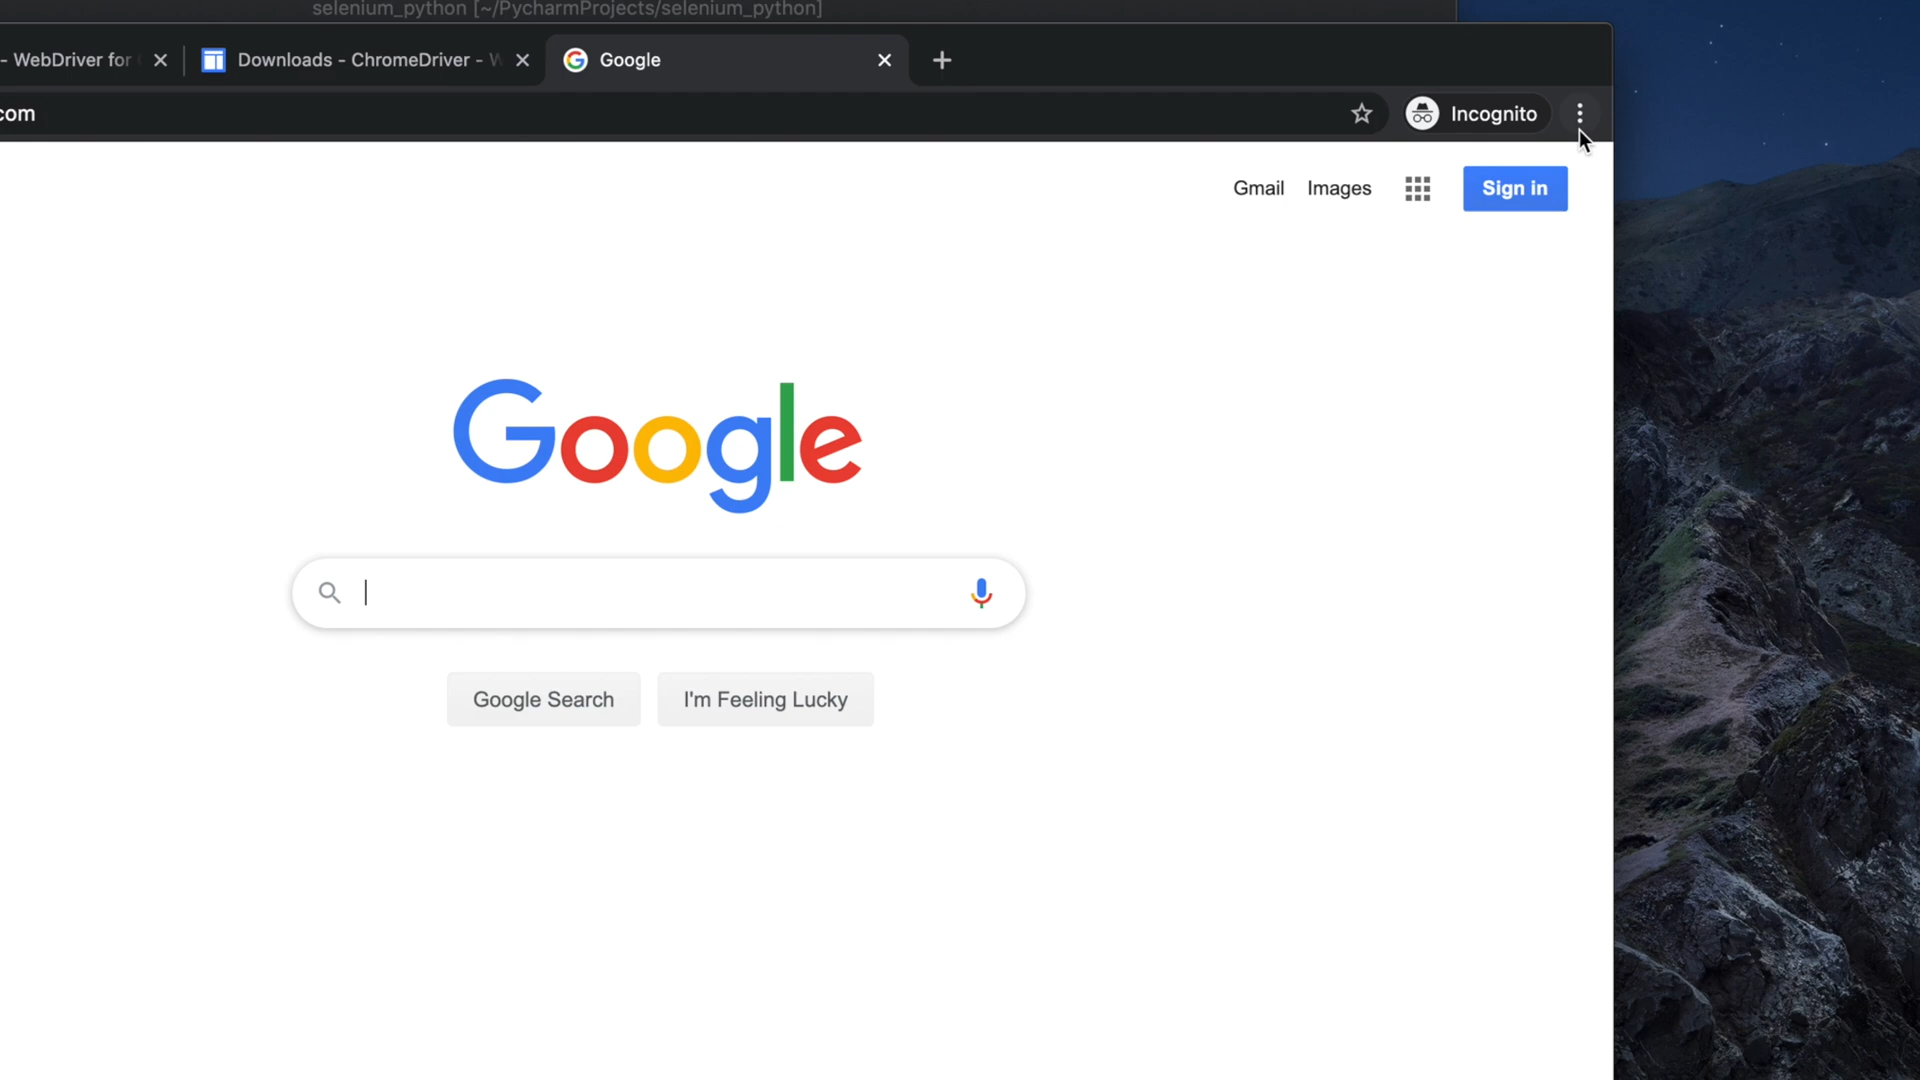 selenium_python [~/PycharmProjects/selenium_python]
- WebDriver for
Downloads - ChromeDriver - W
Google
com
Incognito
Gmail Images Sign in
Google
Google Search I'm Feeling Lucky